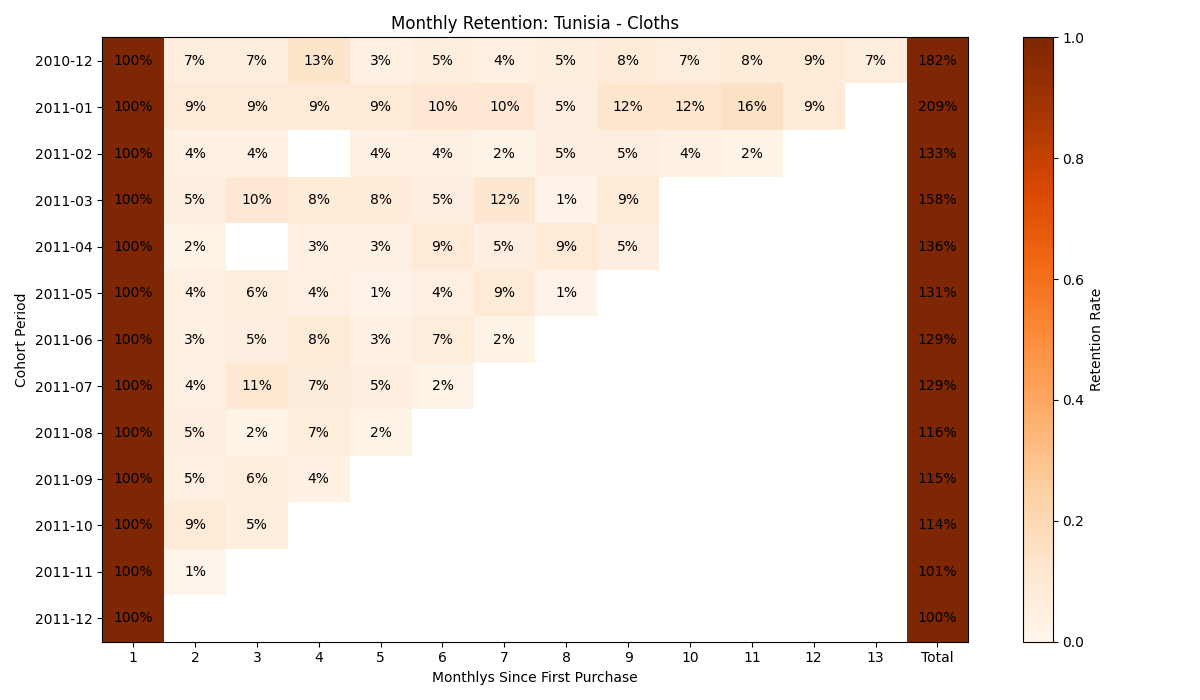 Monthly Retention: Tunisia - Cloths
2010-12 100% 7% 7% 13% 3% 5% 4% 5% 8% 7% 8% 9% 7% 182%
2011-01 100% 9% 9% 9% 9% 10% 10% 5% 12% 12% 16% 9% 209%
2011-02 100% 4% 4% 4% 4% 2% 5% 5% 4% 2% 133%
2011-03 100% 5% 10% 8% 8% 5% 12% 1% 9% 158%
2011-04 100% 2% 3% 3% 9% 5% 9% 5% 136%
2011-05 100% 4% 6% 4% 1% 4% 9% 1% 131%
2011-06 100% 3% 5% 8% 3% 7% 2% 129%
2011-07 100% 4% 11% 7% 5% 2% 129%
2011-08 100% 5% 2% 7% 2% 116%
2011-09 100% 5% 6% 4% 115%
2011-10 100% 9% 5% 114%
2011-11 100% 1% 101%
2011-12 100% 100%
1 2 3 4 5 6 7 8 9 10 11 12 13 Total
Monthlys Since First Purchase
Cohort Period
1.0
0.8
0.6
0.4
0.2
0.0
Retention Rate